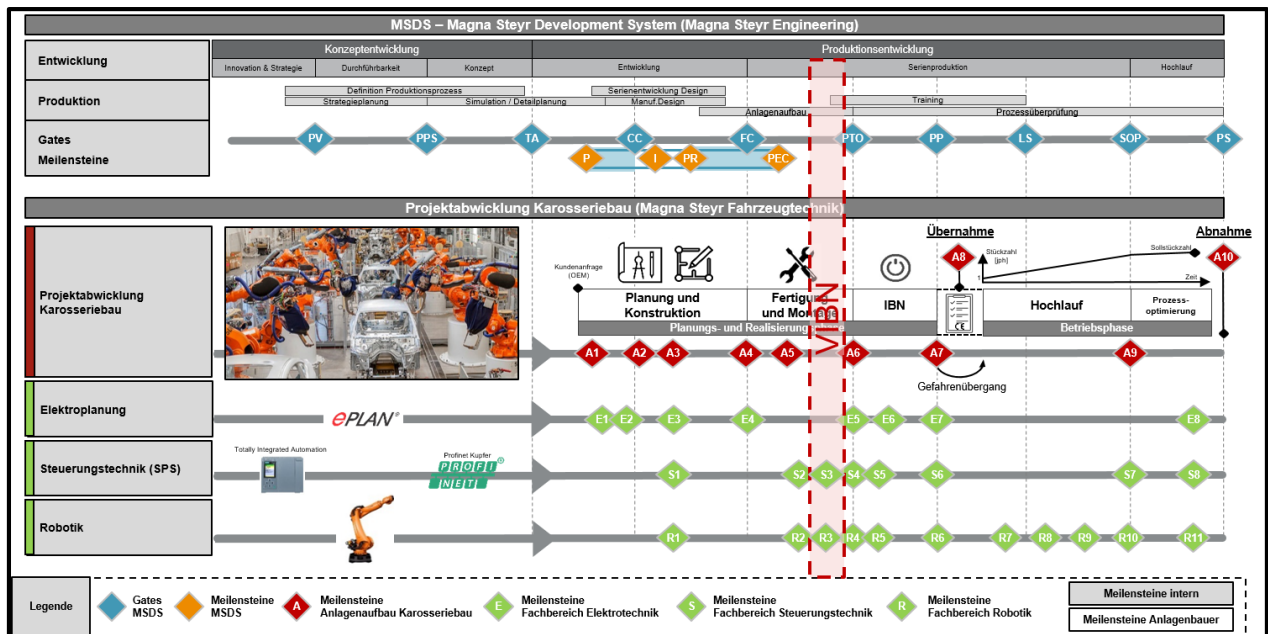 MSDS – Magna Steyr Development System (Magna Steyr Engineering)
Entwicklung
Konzeptentwicklung
Produktionsentwicklung
Innovation & Strategie
Durchführbarkeit
Konzept
Entwicklung
Serienproduktion
Hochlauf
Produktion
Definition Produktionsprozess
Serienentwicklung Design
Strategieplanung
Simulation / Detailplanung
Manuf.Design
Training
Anlagenaufbau
Prozessüberprüfung
Gates
Meilensteine
PV
PPS
TA
CC
FC
PTO
PP
LS
SOP
PS
P
I
PR
PEC
Projektabwicklung Karosseriebau (Magna Steyr Fahrzeugtechnik)
Projektabwicklung
Karosseriebau
Kundenanfrage
(OEM)
Übernahme
Abnahme
A8
A10
Stückzahl
[jph]
1
Sollstückzahl
Zeit
Planung und
Konstruktion
Fertigung
und Montage
IBN
CE
Hochlauf
Prozess-
optimierung
Planungs- und Realisierungsphase
Betriebsphase
VIBN
A1
A2
A3
A4
A5
A6
A7
A9
Gefahrenübergang
Elektroplanung
ePLAN®
E1
E2
E3
E4
E5
E6
E7
E8
Steuerungstechnik (SPS)
Totally Integrated Automation
Profinet Kupfer
PROFI
NET
®
S1
S2
S3
S4
S5
S6
S7
S8
Robotik
R1
R2
R3
R4
R5
R6
R7
R8
R9
R10
R11
Legende
Gates
MSDS
Meilensteine
MSDS
A
Meilensteine
Anlagenaufbau Karosseriebau
E
Meilensteine
Fachbereich Elektrotechnik
S
Meilensteine
Fachbereich Steuerungstechnik
R
Meilensteine
Fachbereich Robotik
Meilensteine intern
Meilensteine Anlagenbauer